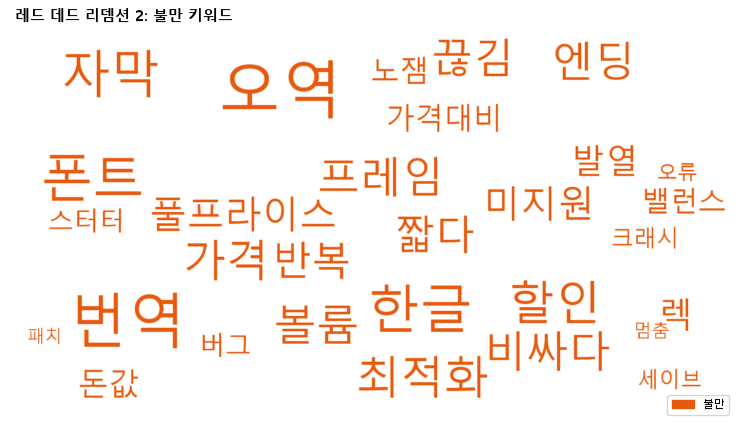 레드 데드 리뎀션 2: 불만 키워드
자막
오역
노잼
끊김
엔딩
가격대비
폰트
프레임
발열
오류
스터터
풀프라이스
미지원
밸런스
짧다
크래시
가격
반복
번역
볼륨
한글
할인
렉
멈춤
패치
버그
비싸다
돈값
최적화
세이브
불만